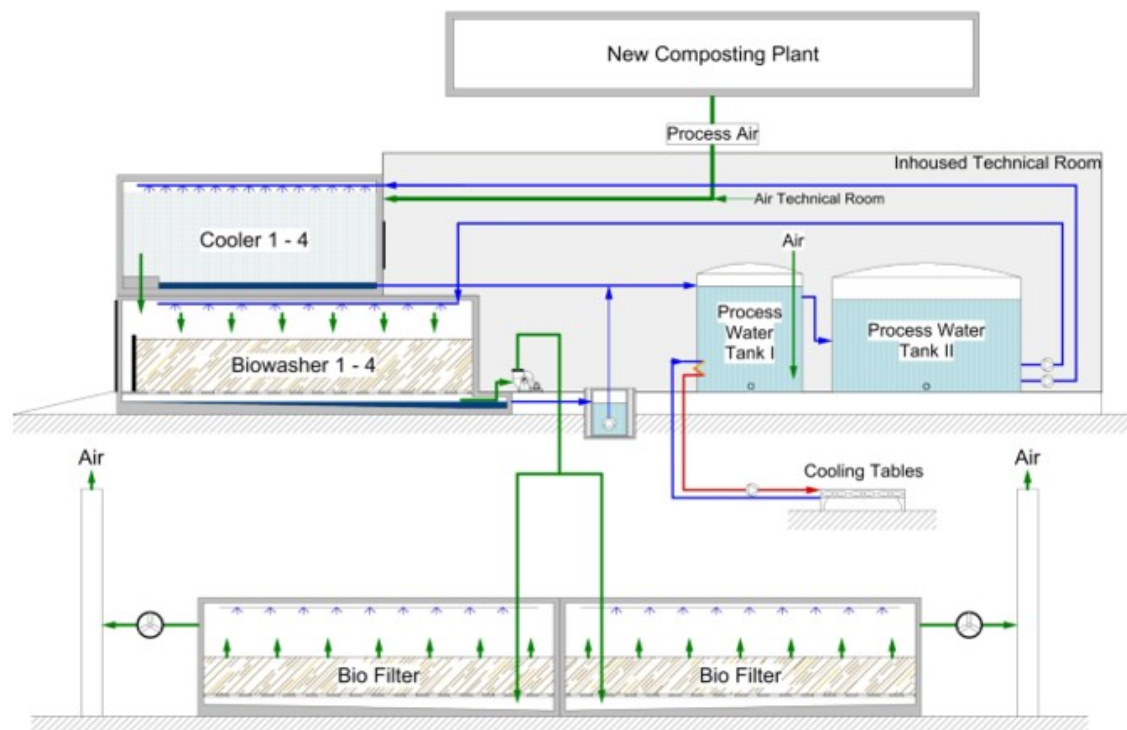 New Composting Plant
Process Air
Inhoused Technical Room
Air Technical Room
Cooler 1 - 4
Air
Process
Water
Tank I
Process Water
Tank II
Biowasher 1 - 4
Air
Cooling Tables
Air
Bio Filter
Bio Filter